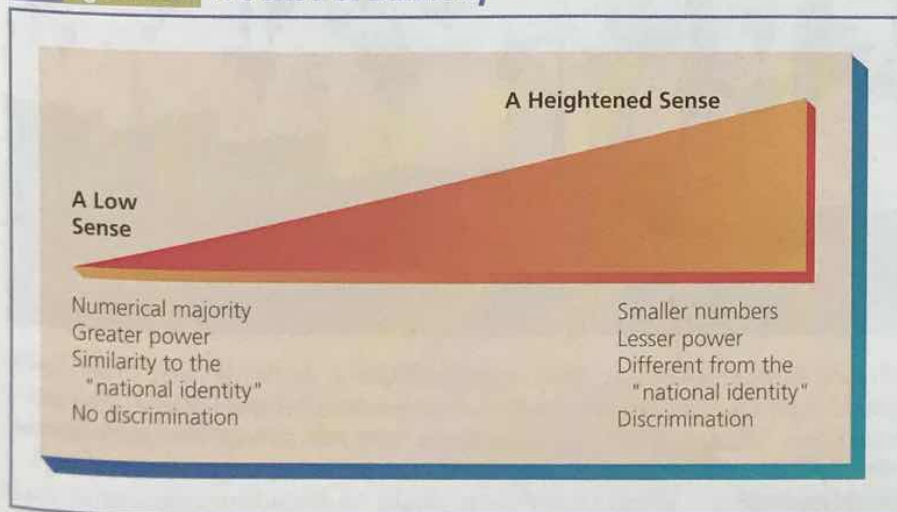 A Heightened Sense
A Low
Sense
Numerical majority
Greater power
Similarity to the
"national identity"
No discrimination
Smaller numbers
Lesser power
Different from the
"national identity"
Discrimination